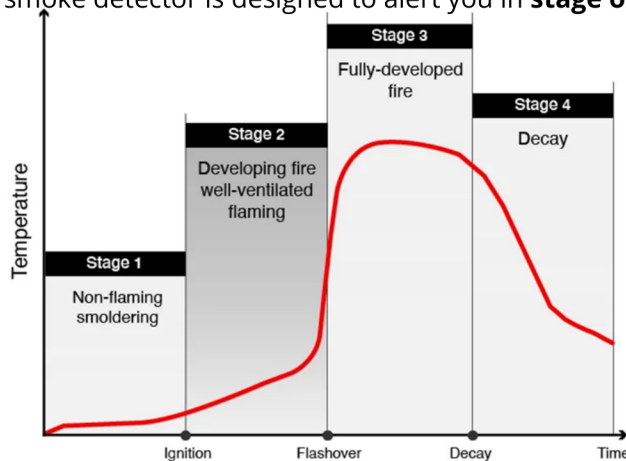 smoke detector is designed to alert you in stage
Stage 3
Fully-developed
fire
Stage 4
Decay
Stage 2
Developing fire
well-ventilated
flaming
Temperature
Stage 1
Non-flaming
smoldering
Ignition
Flashover
Decay
Time